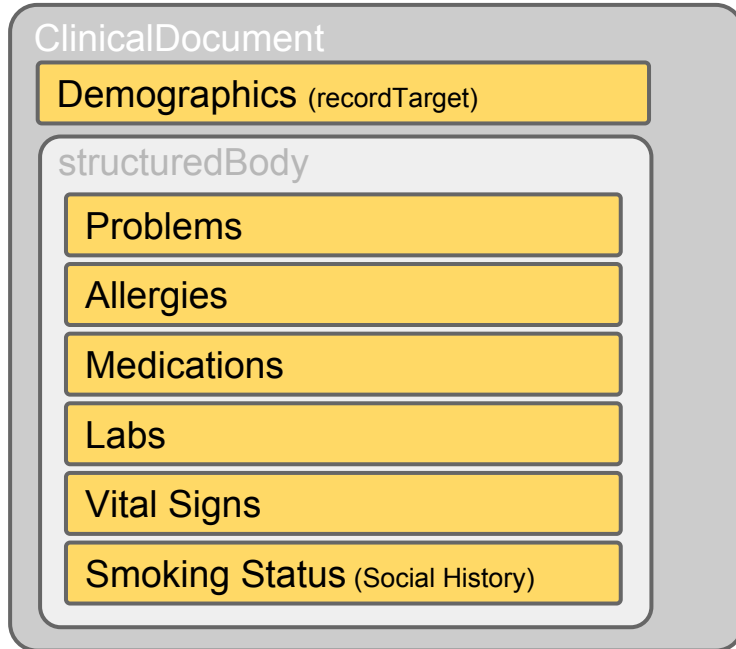 ClinicalDocument
Demographics (recordTarget)
structuredBody
Problems
Allergies
Medications
Labs
Vital Signs
Smoking Status (Social History)